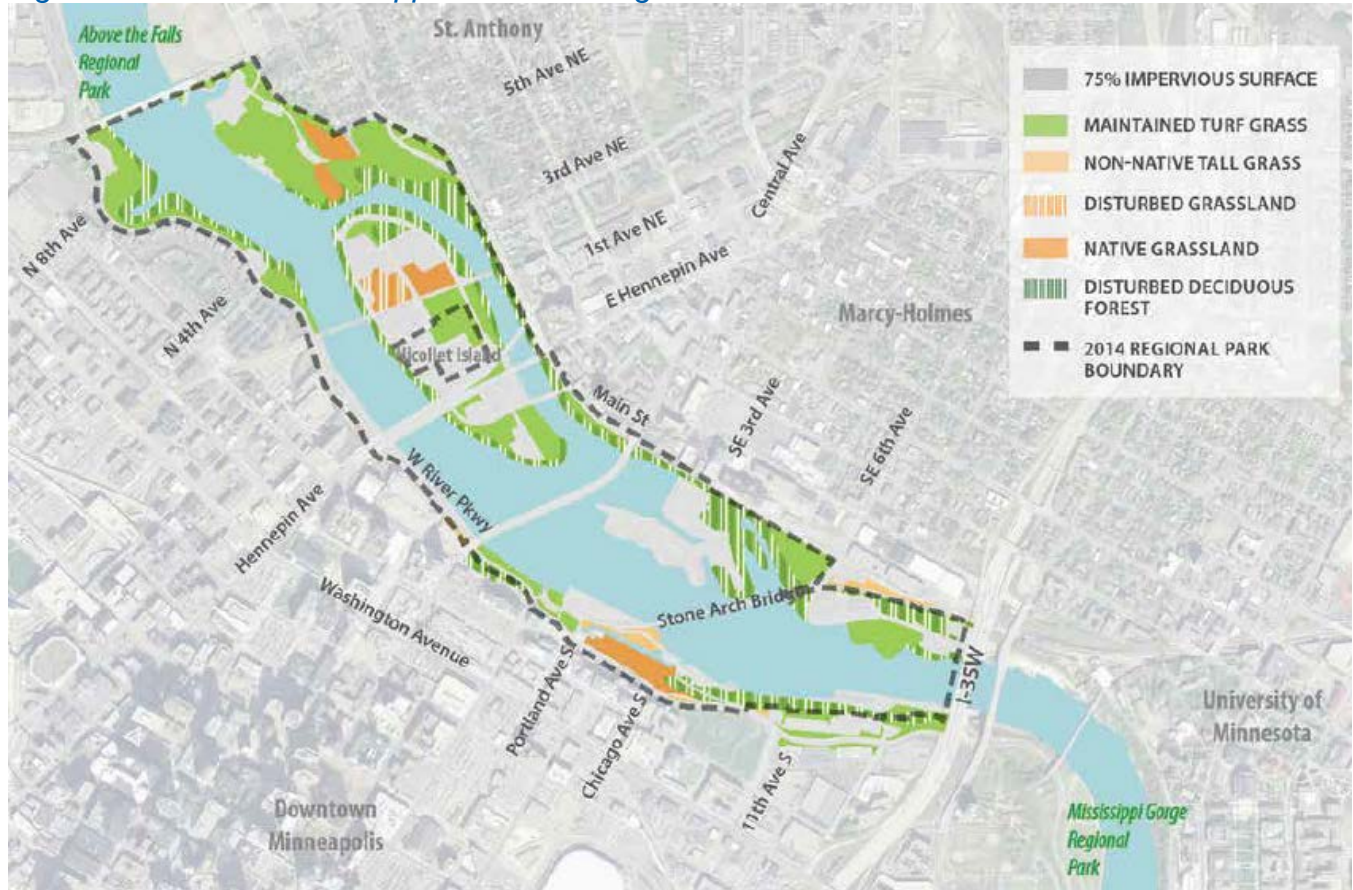 Above the Falls
Regional
Park
St. Anthony
5th Ave NE
3rd Ave NE
Central Ave
1st Ave NE
E Hennepin Ave
N 8th Ave
N 4th Ave
Marcy-Holmes
Nicollet Island
Main St
SE 3rd Ave
SE 6th Ave
W River Pkwy
Hennepin Ave
Washington Avenue
Stone Arch Bridge
Portland Ave S
Chicago Ave S
11th Ave S
I-35W
University of
Minnesota
Downtown
Minneapolis
Mississippi Gorge
Regional
Park
75% IMPERVIOUS SURFACE
MAINTAINED TURF GRASS
NON-NATIVE TALL GRASS
DISTURBED GRASSLAND
NATIVE GRASSLAND
DISTURBED DECIDUOUS
FOREST
2014 REGIONAL PARK
BOUNDARY